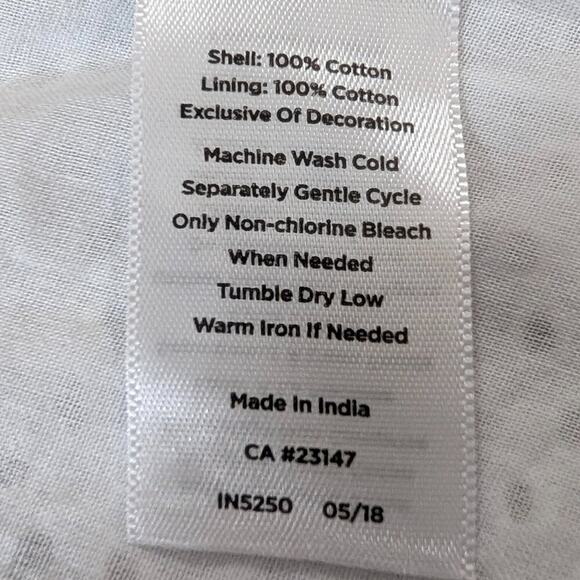 Shell: 100% Cotton
Lining: 100% Cotton
Exclusive Of Decoration
Machine Wash Cold
Separately Gentle Cycle
Only Non-chlorine Bleach
When Needed
Tumble Dry Low
Warm Iron If Needed
Made In India
CA #23147
IN5250 05/18